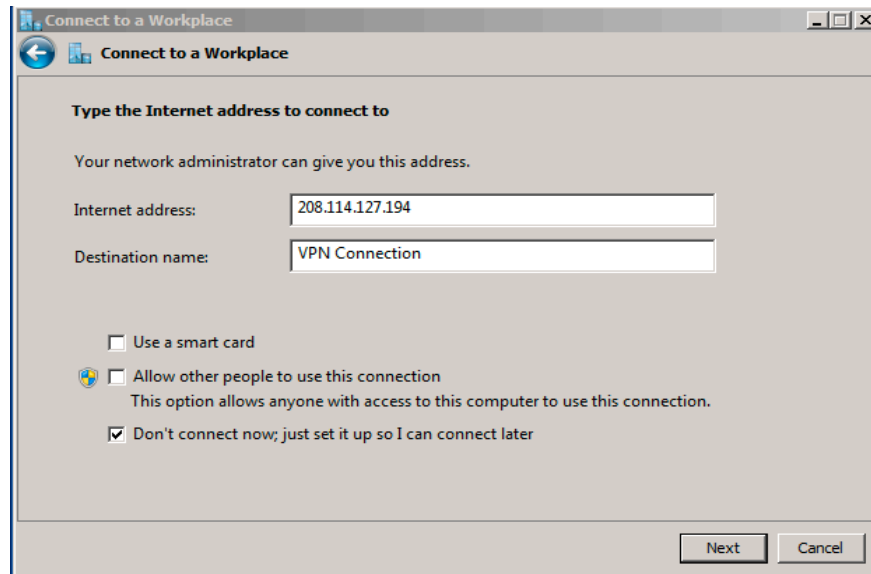 Connect to a Workplace
Connect to a Workplace
Type the Internet address to connect to
Your network administrator can give you this address.
Internet address: 208.114.127.194
Destination name: VPN Connection
Use a smart card
Allow other people to use this connection
This option allows anyone with access to this computer to use this connection.
Don't connect now; just set it up so I can connect later
Next Cancel